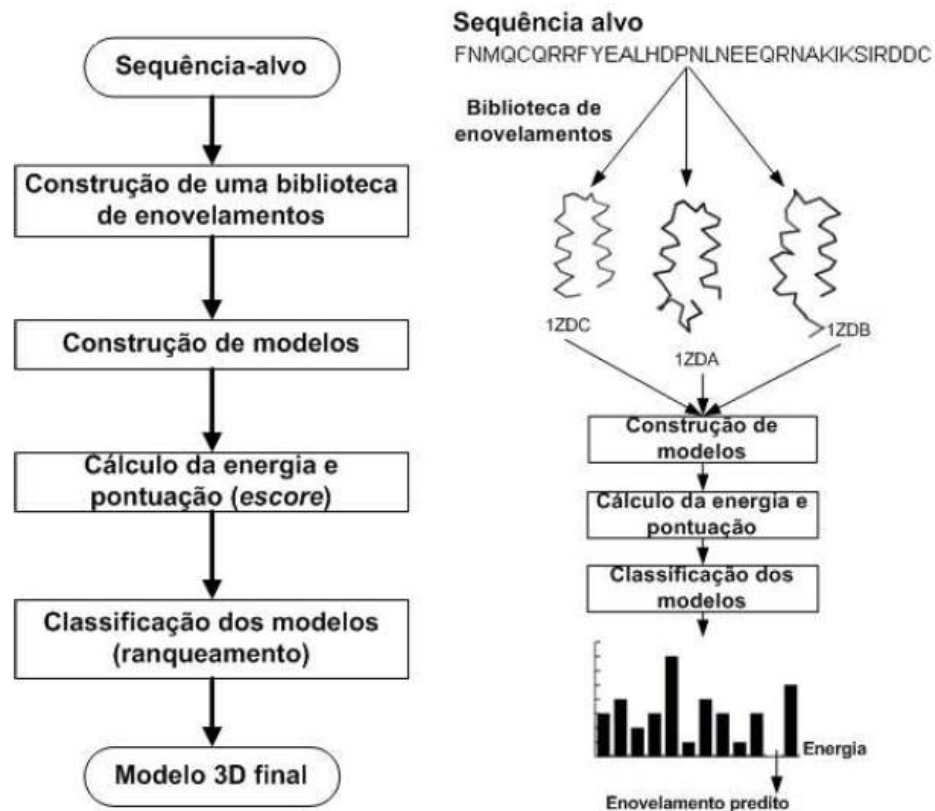 Sequência-alvo
Construção de uma biblioteca
de enovelamentos
Construção de modelos
Cálculo da energia e
pontuação (escore)
Classificação dos modelos
(ranqueamento)
Modelo 3D final
Sequência alvo
FNMQCQRRFYEALHDPNLNEEQRNAKIKSIRDDC
Biblioteca de
enovelamentos
1ZDC
1ZDA
1ZDB
Construção de
modelos
Cálculo da energia e
pontuação
Classificação dos
modelos
Energia
Enovelamento predito